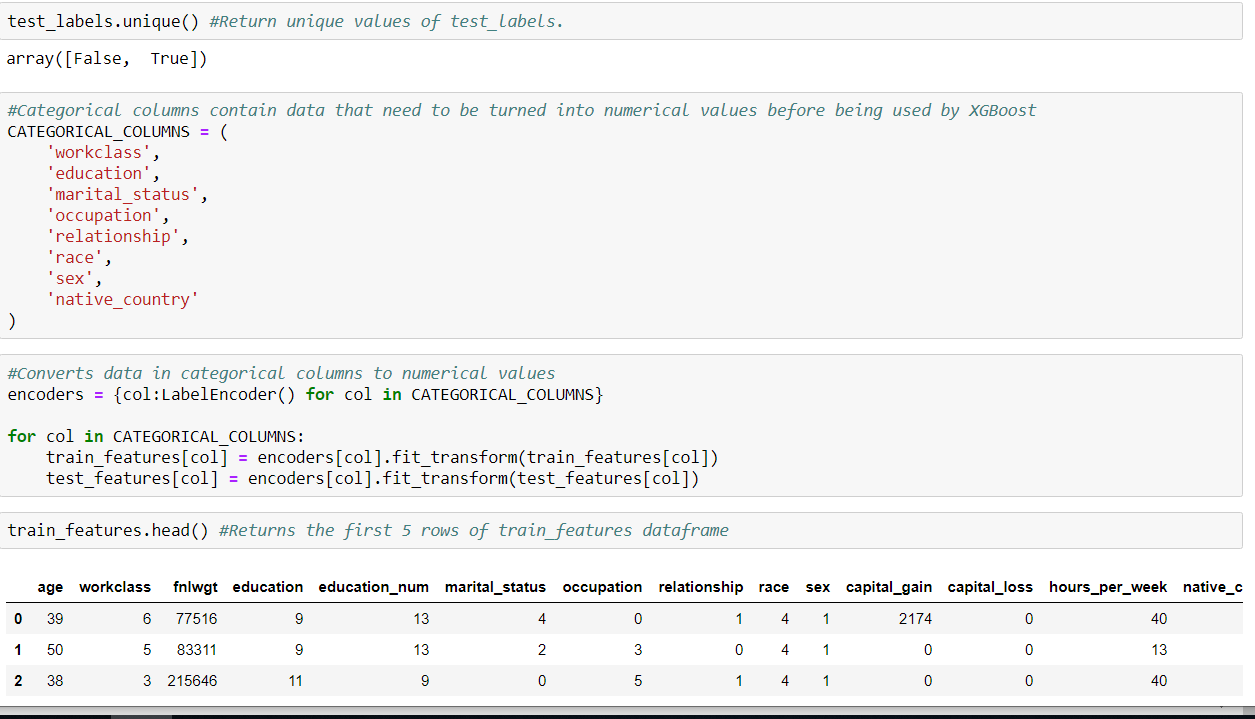 test_labels.unique() #Return unique values of test_labels.
array([False,  True])
#Categorical columns contain data that need to be turned into numerical values before being used by XGBoost
CATEGORICAL_COLUMNS = (
    'workclass',
    'education',
    'marital_status',
    'occupation',
    'relationship',
    'race',
    'sex',
    'native_country'
)
#Converts data in categorical columns to numerical values
encoders = {col:LabelEncoder() for col in CATEGORICAL_COLUMNS}
for col in CATEGORICAL_COLUMNS:
    train_features[col] = encoders[col].fit_transform(train_features[col])
    test_features[col] = encoders[col].fit_transform(test_features[col])
train_features.head() #Returns the first 5 rows of train_features dataframe
age workclass fnlwgt education education_num marital_status occupation relationship race sex capital_gain capital_loss hours_per_week native_c
0 39 6 77516 9 13 4 0 1 4 1 2174 0 40
1 50 5 83311 9 13 2 3 0 4 1 0 0 13
2 38 3 215646 11 9 0 5 1 4 1 0 0 40